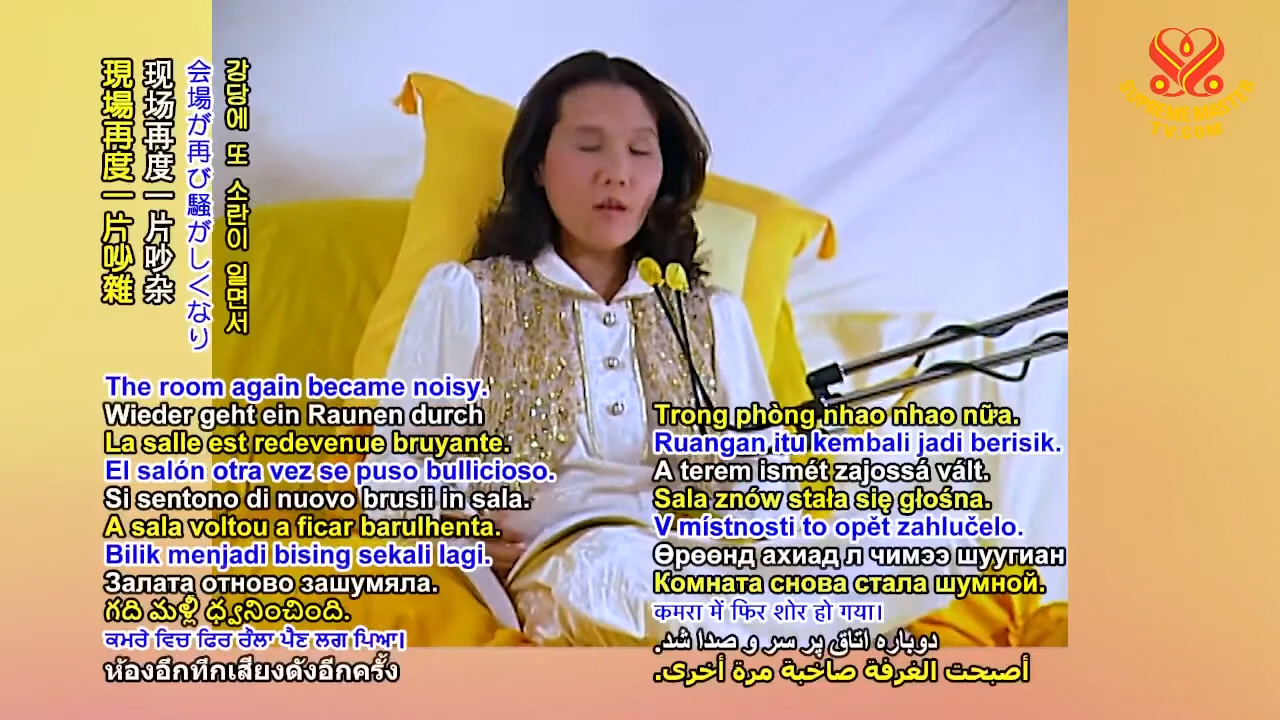 現場再度一片吵雜
现场再度一片吵杂
会場が再び騒がしくなり
강당에 또 소란이 일면서
SUPREME MASTER
TV.COM
The room again became noisy.
Wieder geht ein Raunen durch
La salle est redevenue bruyante.
El salón otra vez se puso bullicioso.
Si sentono di nuovo brusii in sala.
A sala voltou a ficar barulhenta.
Bilik menjadi bising sekali lagi.
Залата отново зашумяла.
గది మళ్లీ ధ్వనించింది.
ਕਮਰੇ ਵਿਚ ਫਿਰ ਰੌਲਾ ਪੈਣ ਲਗ ਪਿਆ।
ห้องอึกทึกเสียงดังอีกครั้ง
Trong phòng nhao nhao nữa.
Ruangan itu kembali jadi berisik.
A terem ismét zajossá vált.
Sala znów stała się głośna.
V místnosti to opět zahlučelo.
Өрөөнд ахиад л чимээ шуугиан
Комната снова стала шумной.
कमरा में फिर शोर हो गया।
دوباره اتاق پر سر و صدا شد.
أصبحت الغرفة صاخبة مرة أخرى.